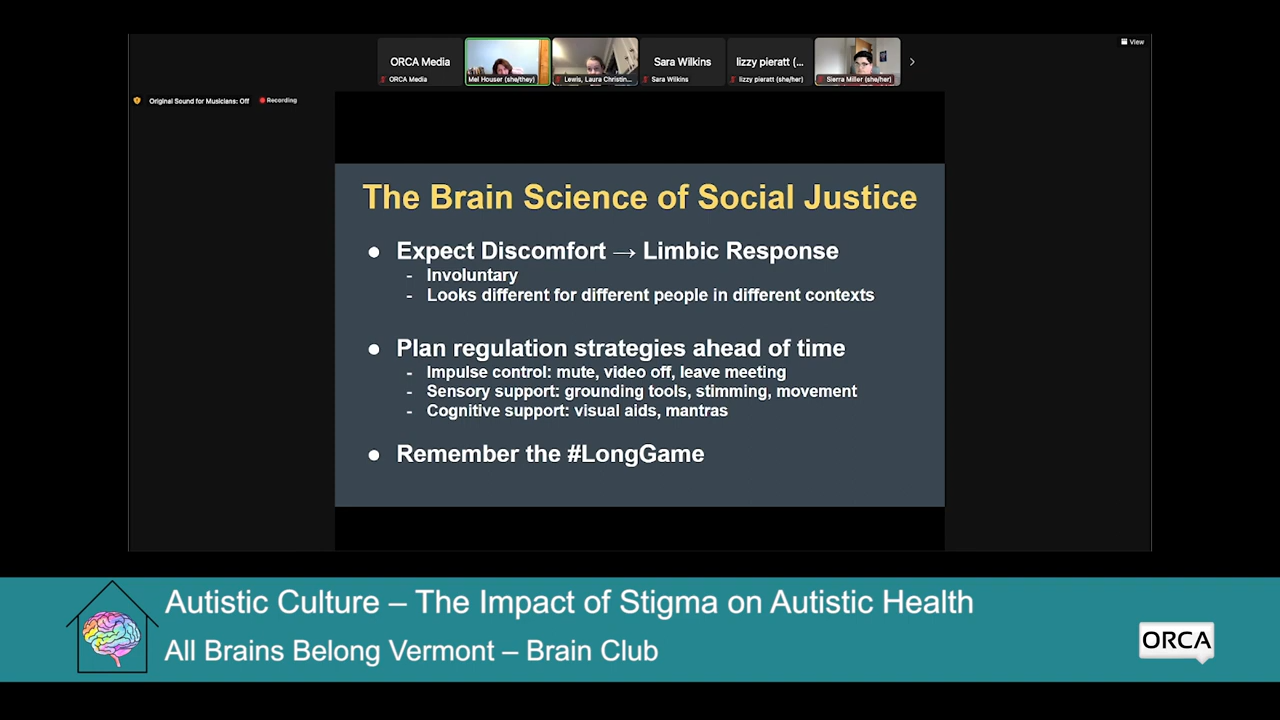 View
ORCA Media
Sara Wilkins
lizzy pieratt (...
ORCA Media
Mel Houser (she/they)
Lewis, Laura Christin...
Sara Wilkins
lizzy pieratt (she/her)
Sierra Miller (she/her)
Original Sound for Musicians: Off
Recording
The Brain Science of Social Justice
● Expect Discomfort → Limbic Response
- Involuntary
- Looks different for different people in different contexts
● Plan regulation strategies ahead of time
- Impulse control: mute, video off, leave meeting
- Sensory support: grounding tools, stimming, movement
- Cognitive support: visual aids, mantras
● Remember the #LongGame
Autistic Culture – The Impact of Stigma on Autistic Health
All Brains Belong Vermont – Brain Club
ORCA